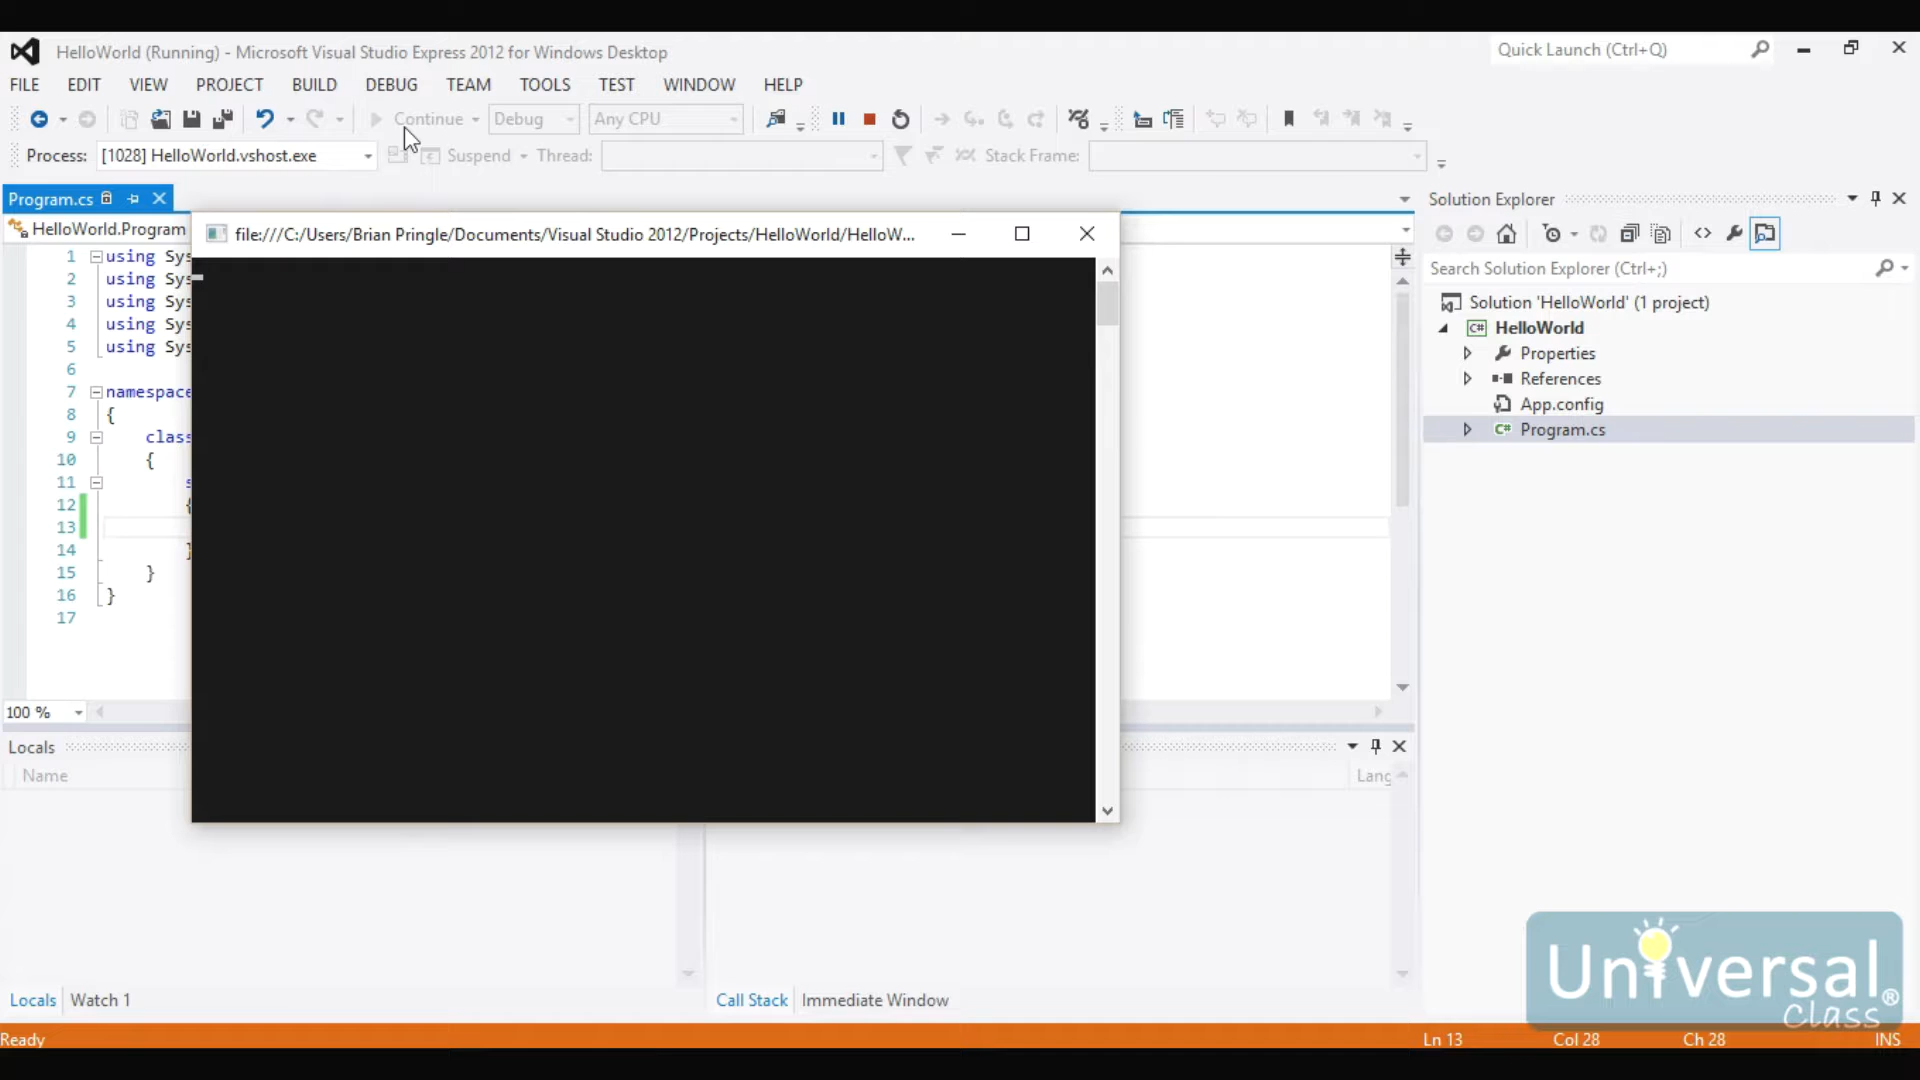 HelloWorld (Running) - Microsoft Visual Studio Express 2012 for Windows Desktop
Quick Launch (Ctrl+Q)
FILE EDIT VIEW PROJECT BUILD DEBUG TEAM TOOLS TEST WINDOW HELP
Continue Debug Any CPU
Process: [1028] HelloWorld.vshost.exe Suspend Thread: Stack Frame:
Program.cs
HelloWorld.Program
file:///C:/Users/Brian Pringle/Documents/Visual Studio 2012/Projects/HelloWorld/HelloW...
1 using Sys
2 using Sys
3 using Sys
4 using Sys
5 using Sys
6
7 namespace
8 {
9 class
10 {
11 s
12 {
13
14 }
15 }
16 }
17
100 %
Solution Explorer
Search Solution Explorer (Ctrl+;)
Solution 'HelloWorld' (1 project)
C# HelloWorld
Properties
References
App.config
C# Program.cs
Locals
Name
Lang
Locals Watch 1
Call Stack Immediate Window
Universal®
Class
Ready Ln 13 Col 28 Ch 28 INS